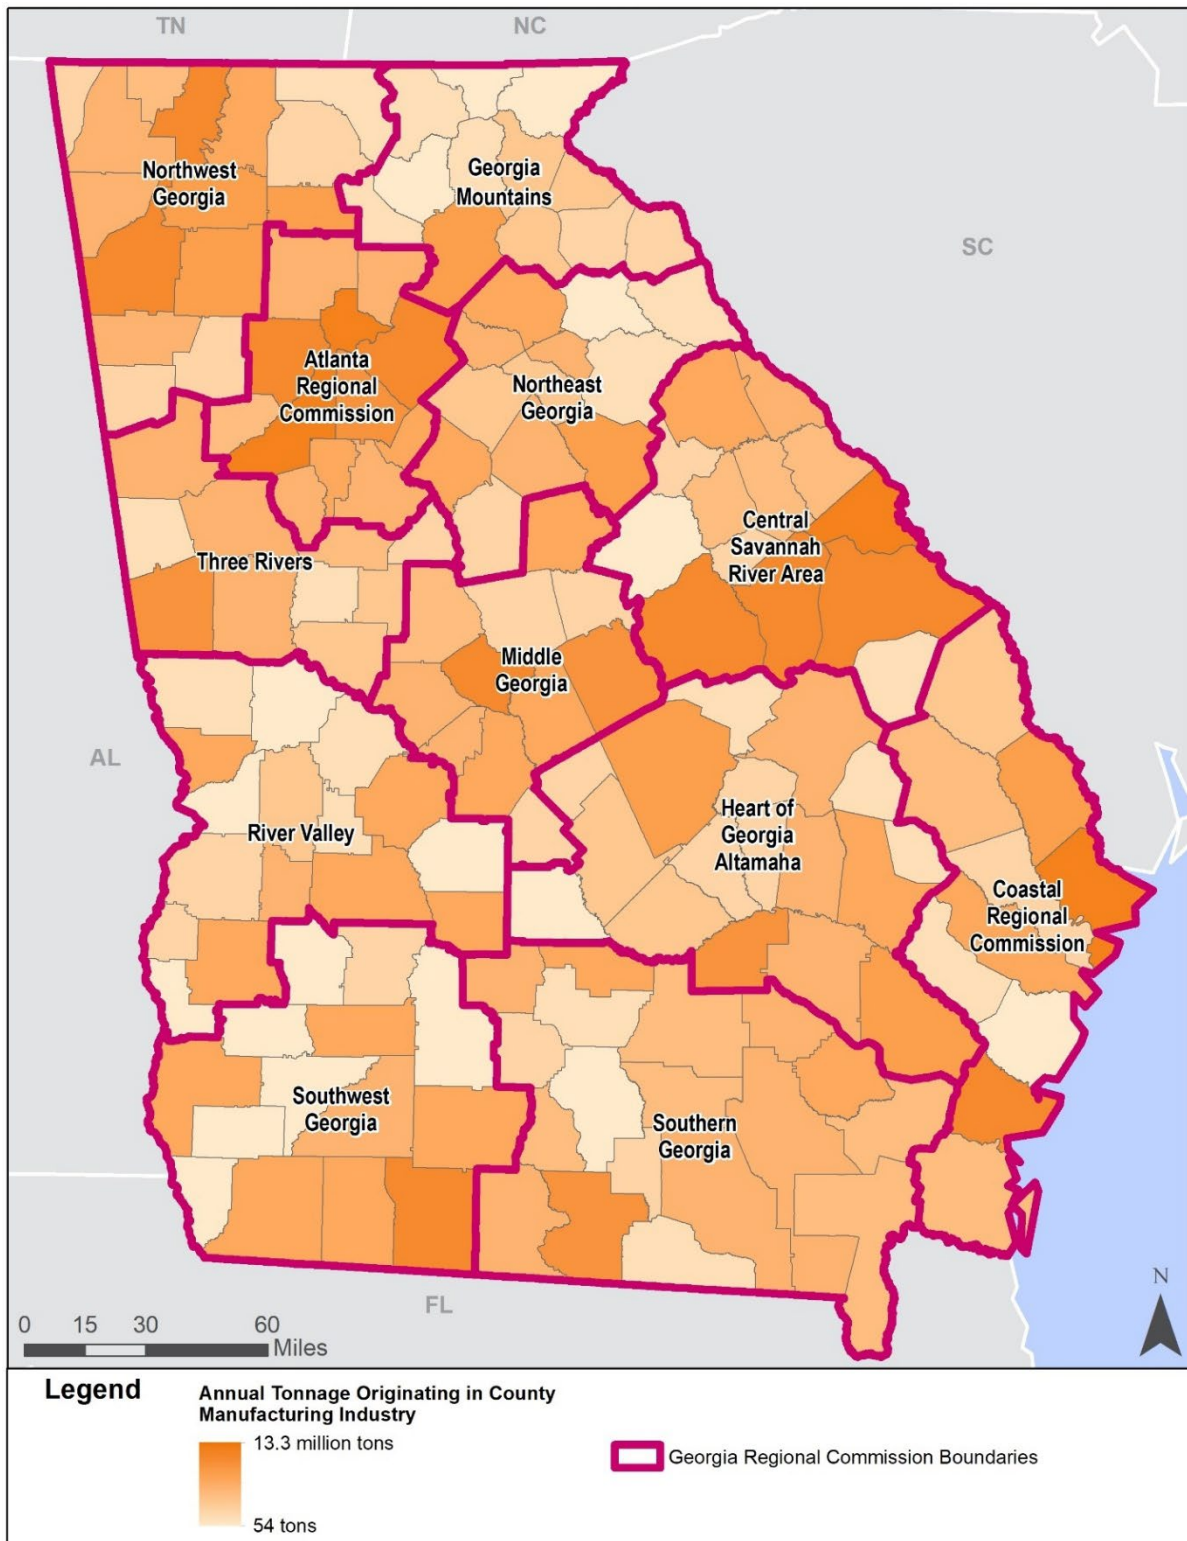 TN
NC
Northwest
Georgia
Georgia
Mountains
SC
Atlanta
Regional
Commission
Northeast
Georgia
Central
Savannah
River Area
Three Rivers
Middle
Georgia
AL
River Valley
Heart of
Georgia
Altamaha
Coastal
Regional
Commission
Southwest
Georgia
Southern
Georgia
FL
N
0 15 30 60
Miles
Legend
Annual Tonnage Originating in County
Manufacturing Industry
13.3 million tons
54 tons
Georgia Regional Commission Boundaries